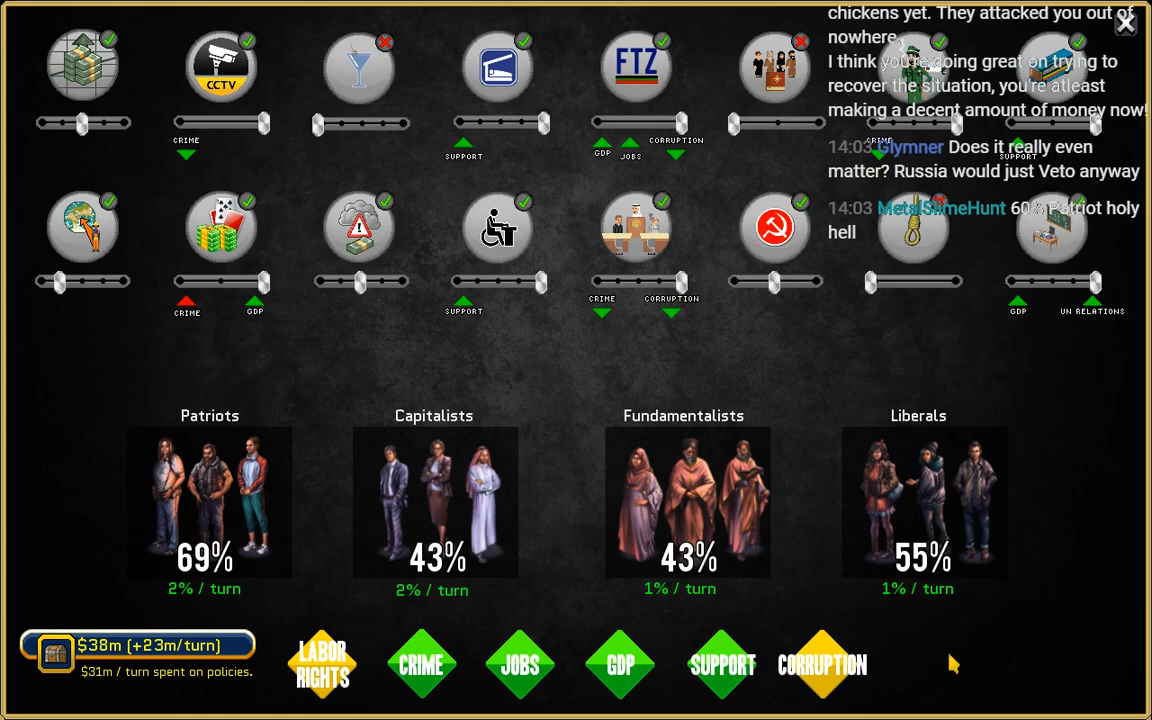 chickens yet. They attacked you out of
nowhere.
I think you're doing great on trying to
recover the situation, you're atleast
making a decent amount of money now!
14:03 Glymner Does it really even
matter? Russia would just Veto anyway
14:03 MetalSlimeHunt 60% Patriot holy
hell
CCTV
FTZ
CRIME
SUPPORT
GDP
JOBS
CORRUPTION
CRIME
SUPPORT
CRIME
GDP
SUPPORT
CRIME
CORRUPTION
GDP
UN RELATIONS
Patriots
Capitalists
Fundamentalists
Liberals
69%
43%
43%
55%
2% / turn
2% / turn
1% / turn
1% / turn
$38m (+23m/turn)
$31m / turn spent on policies.
LABOR
RIGHTS
CRIME
JOBS
GDP
SUPPORT
CORRUPTION